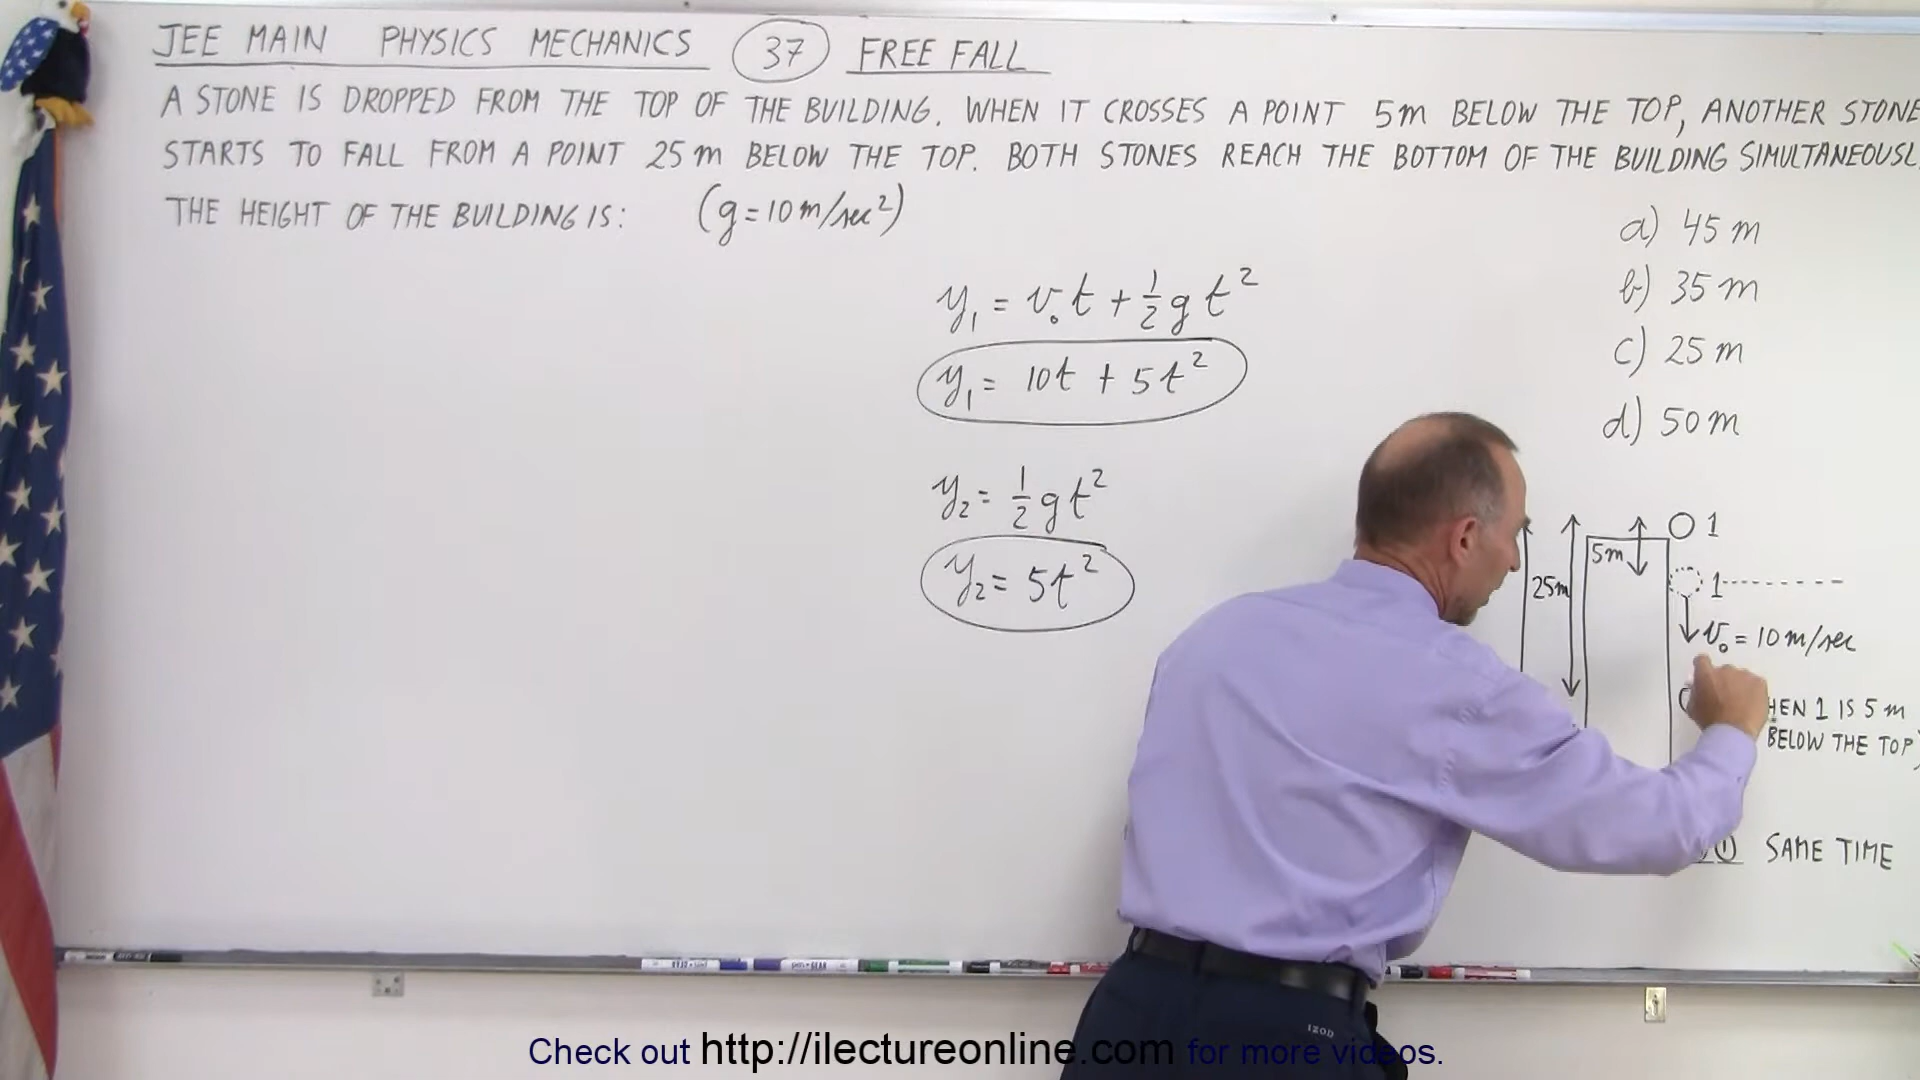 JEE MAIN PHYSICS MECHANICS 37 FREE FALL
A STONE IS DROPPED FROM THE TOP OF THE BUILDING. WHEN IT CROSSES A POINT 5m BELOW THE TOP, ANOTHER STONE
STARTS TO FALL FROM A POINT 25 m BELOW THE TOP. BOTH STONES REACH THE BOTTOM OF THE BUILDING SIMULTANEOUSL
THE HEIGHT OF THE BUILDING IS: (g = 10 m/sec²)
a) 45 m
b) 35 m
c) 25 m
d) 50 m
y₁ = v₀t + ½gt²
y₁ = 10t + 5t²
y₂ = ½gt²
y₂ = 5t²
1
5m
25m
1
v₀ = 10 m/sec
HEN 1 IS 5 m
BELOW THE TOP)
1 SAME TIME
IZOD
Check out http://ilectureonline.com for more videos.